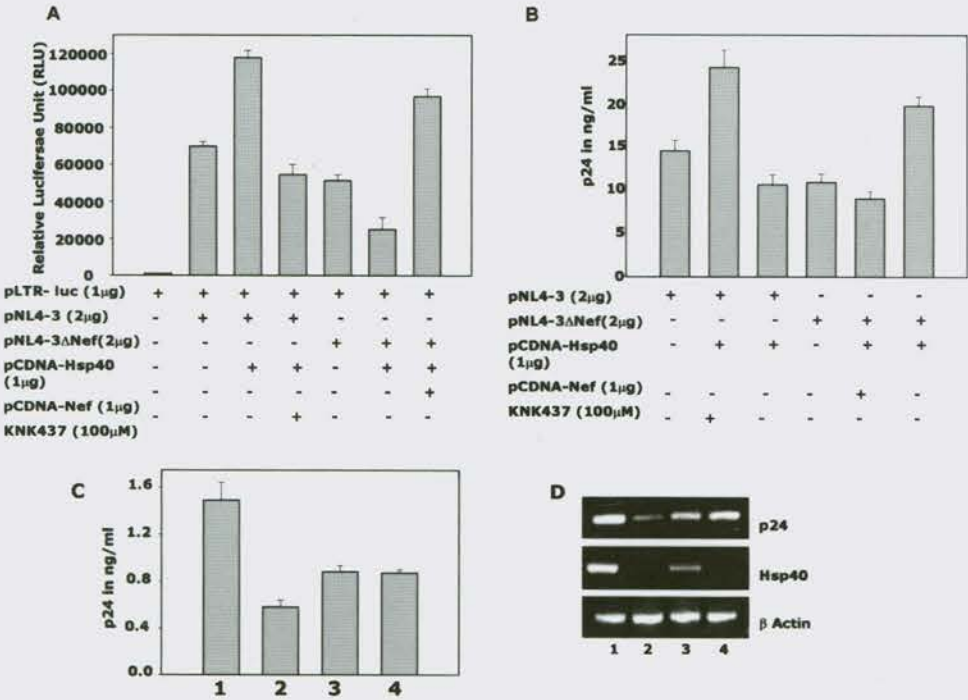 A
Relative Lucifersae Unit (RLU)
120000
100000
80000
60000
40000
20000
0
pLTR- luc (1µg) + + + + + + +
pNL4-3 (2µg) - + + + - - -
pNL4-3ΔNef(2µg) - - - - + + +
pCDNA-Hsp40 - - + + - + +
(1µg)
- - - - - - +
pCDNA-Nef (1µg) - - - - - - -
+
KNK437 (100µM)
B
p24 in ng/ml
25
20
15
10
5
0
pNL4-3 (2µg) + + + - - -
pNL4-3ΔNef(2µg) - - - + + +
pCDNA-Hsp40 - + + - + +
(1µg)
pCDNA-Nef (1µg) - - - - + -
KNK437 (100µM) - + - - - -
C
p24 in ng/ml
1.6
1.2
0.8
0.4
0.0
1 2 3 4
D
p24
Hsp40
β Actin
1 2 3 4